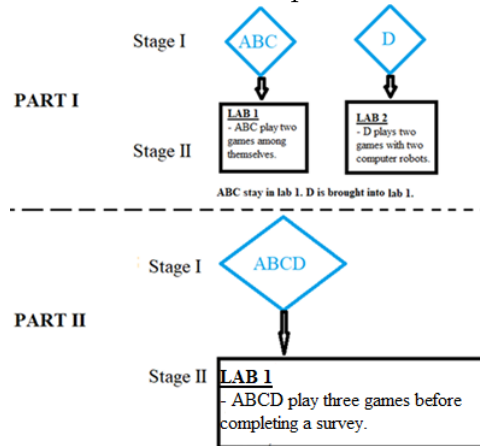 Stage I
ABC
D
PART I
Stage II
LAB 1
- ABC play two
games among
themselves.
LAB 2
- D plays two
games with two
computer robots.
ABC stay in lab 1. D is brought into lab 1.
Stage I
ABCD
PART II
Stage II
LAB 1
- ABCD play three games before
completing a survey.